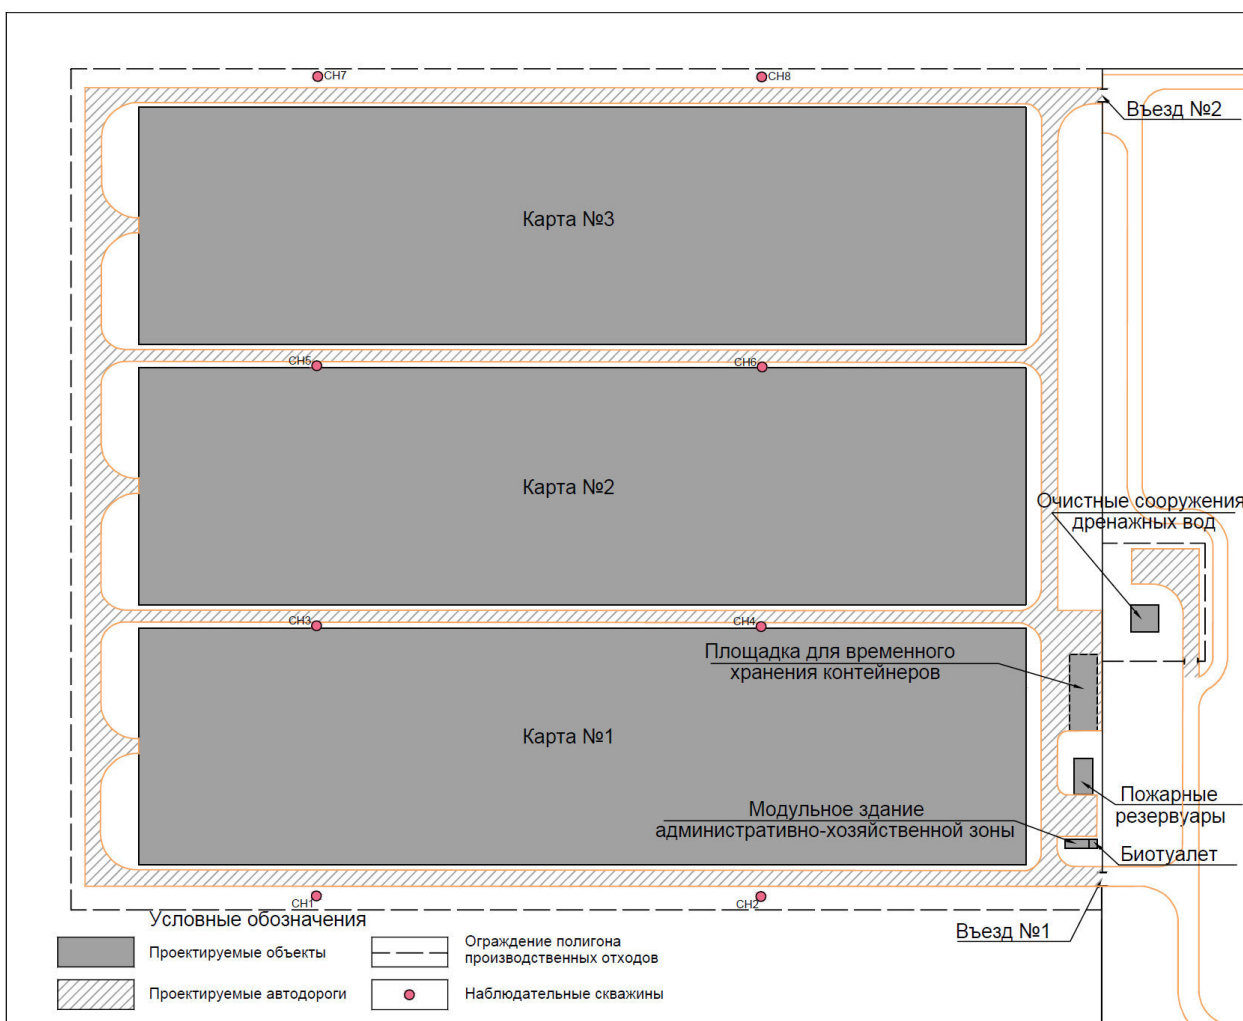 СН7
СН8
Въезд №2
Карта №3
СН5
СН6
Карта №2
Очистные сооружения
дренажных вод
СН3
СН4
Площадка для временного
хранения контейнеров
Карта №1
Пожарные
резервуары
Модульное здание
административно-хозяйственной зоны
Биотуалет
СН1
СН2
Въезд №1
Условные обозначения
Проектируемые объекты
Ограждение полигона
производственных отходов
Проектируемые автодороги
Наблюдательные скважины